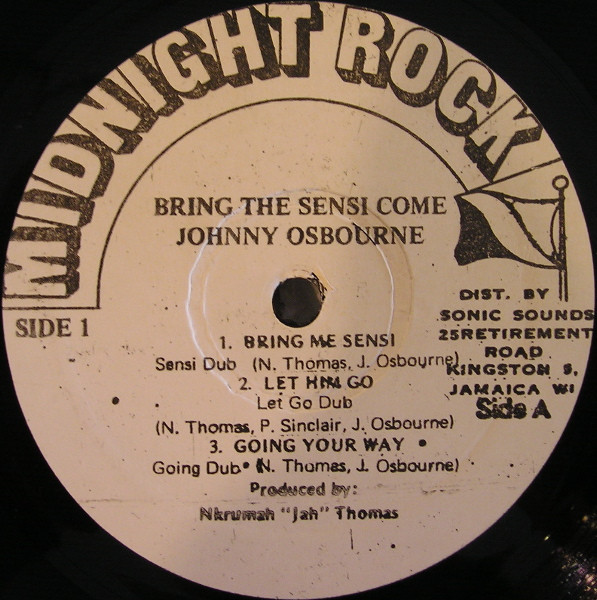 MIDNIGHT ROCK
BRING THE SENSI COME
JOHNNY OSBOURNE
SIDE 1
DIST. BY
SONIC SOUNDS
25RETIREMENT
ROAD
KINGSTON 5,
JAMAICA WI
Side A
1. BRING ME SENSI
Sensi Dub (N. Thomas, J. Osbourne)
2. LET HIM GO
Let Go Dub
(N. Thomas, P. Sinclair, J. Osbourne)
3. GOING YOUR WAY
Going Dub (N. Thomas, J. Osbourne)
Produced by:
Nkrumah "Jah" Thomas